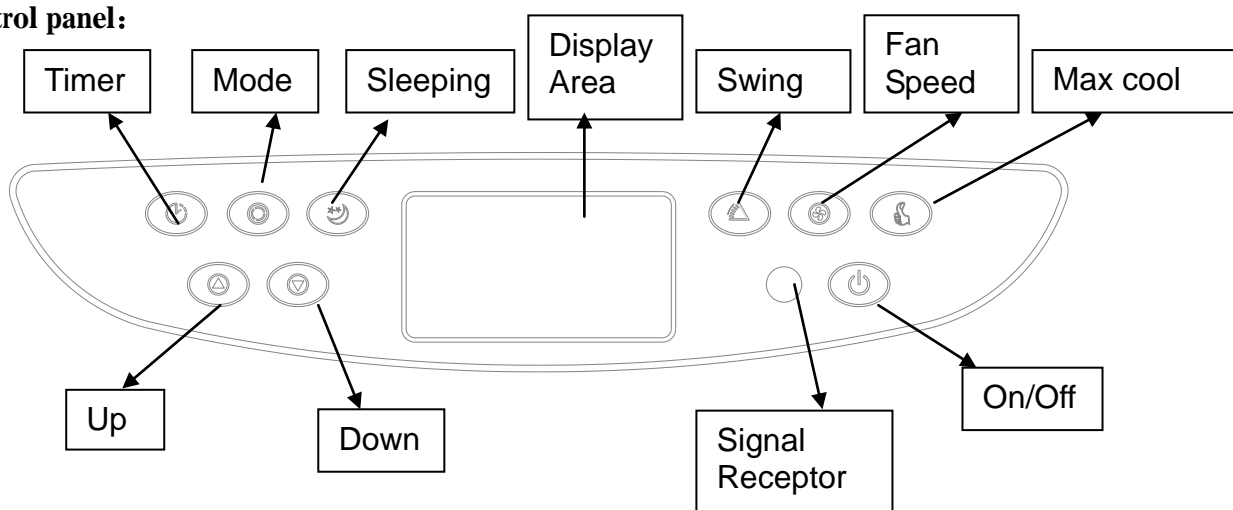 trol panel：
Timer
Mode
Sleeping
Display
Area
Swing
Fan
Speed
Max cool
Up
Down
Signal
Receptor
On/Off